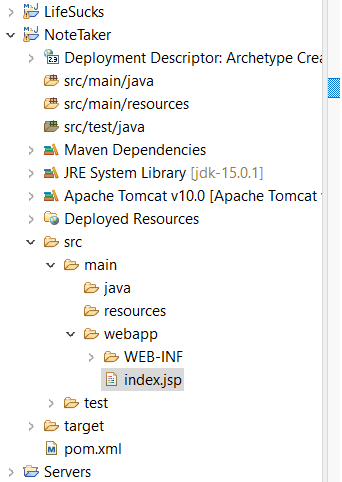 LifeSucks
NoteTaker
Deployment Descriptor: Archetype Crea
src/main/java
src/main/resources
src/test/java
Maven Dependencies
JRE System Library [jdk-15.0.1]
Apache Tomcat v10.0 [Apache Tomcat v
Deployed Resources
src
main
java
resources
webapp
WEB-INF
index.jsp
test
target
pom.xml
Servers